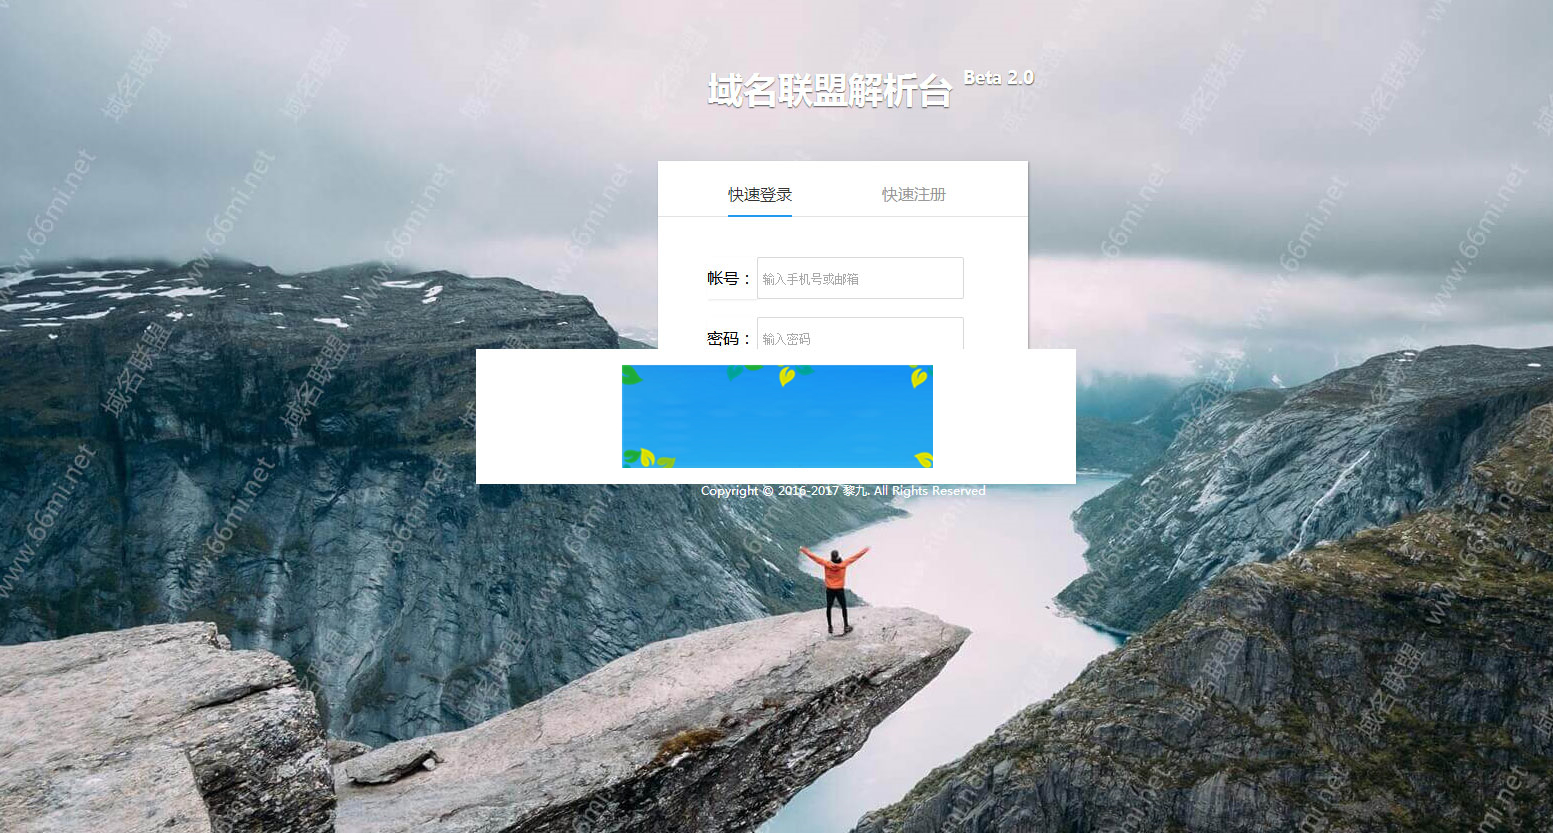 域名联盟解析台 Beta 2.0
快速登录 快速注册
帐号： 输入手机号或邮箱
密码： 输入密码
Copyright © 2016-2017 黎九. All Rights Reserved
域名联盟 - www.66mi.net